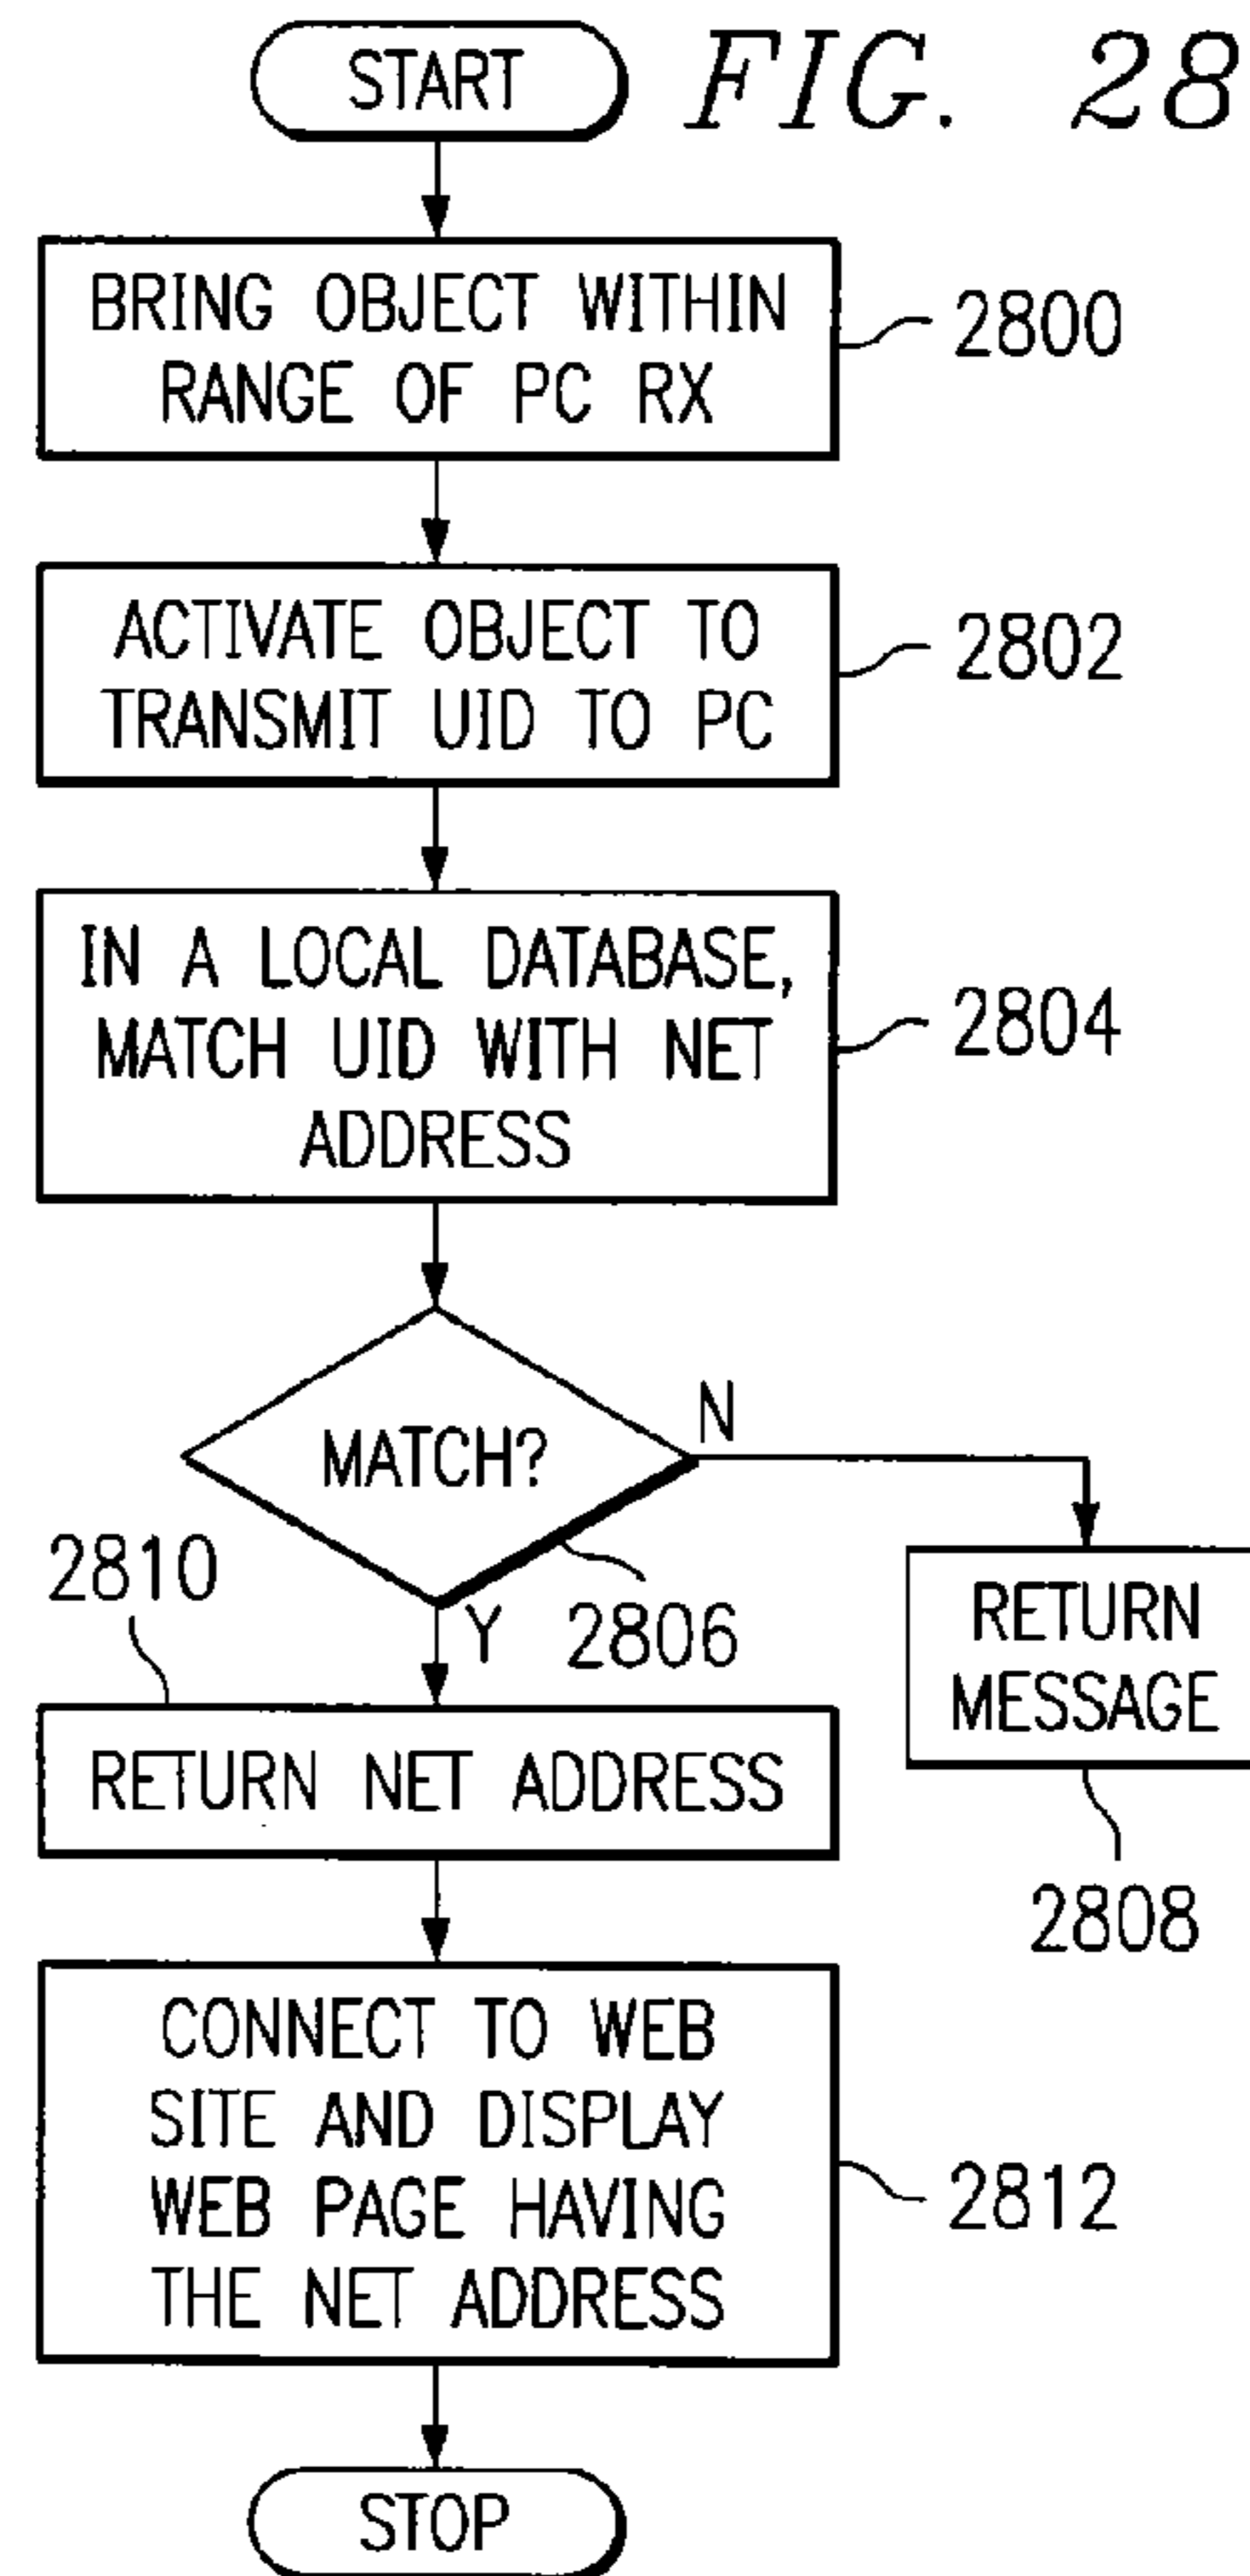 START
FIG. 28
BRING OBJECT WITHIN
RANGE OF PC RX
2800
ACTIVATE OBJECT TO
TRANSMIT UID TO PC
2802
IN A LOCAL DATABASE,
MATCH UID WITH NET
ADDRESS
2804
MATCH?
N
Y
2806
RETURN
MESSAGE
2808
2810
RETURN NET ADDRESS
CONNECT TO WEB
SITE AND DISPLAY
WEB PAGE HAVING
THE NET ADDRESS
2812
STOP